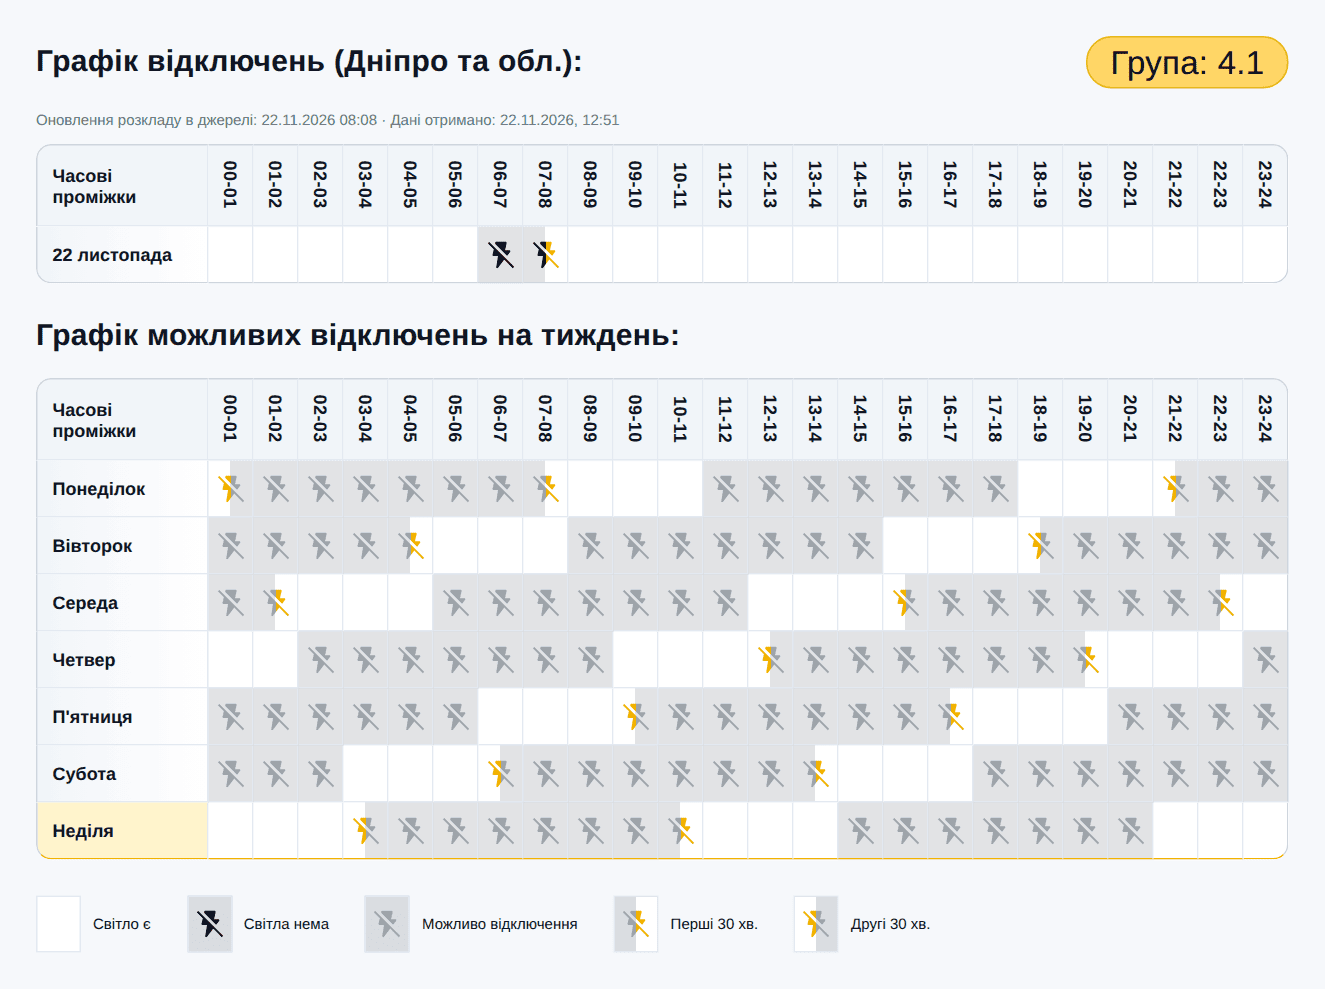 Графік відключень (Дніпро та обл.):
Група: 4.1
Оновлення розкладу в джерелі: 22.11.2026 08:08 · Дані отримано: 22.11.2026, 12:51
Часові
проміжки
00-01 01-02 02-03 03-04 04-05 05-06 06-07 07-08 08-09 09-10 10-11 11-12 12-13 13-14 14-15 15-16 16-17 17-18 18-19 19-20 20-21 21-22 22-23 23-24
22 листопада
Графік можливих відключень на тиждень:
Часові
проміжки
00-01 01-02 02-03 03-04 04-05 05-06 06-07 07-08 08-09 09-10 10-11 11-12 12-13 13-14 14-15 15-16 16-17 17-18 18-19 19-20 20-21 21-22 22-23 23-24
Понеділок
Вівторок
Середа
Четвер
П'ятниця
Субота
Неділя
Світло є Світла нема Можливо відключення Перші 30 хв. Другі 30 хв.